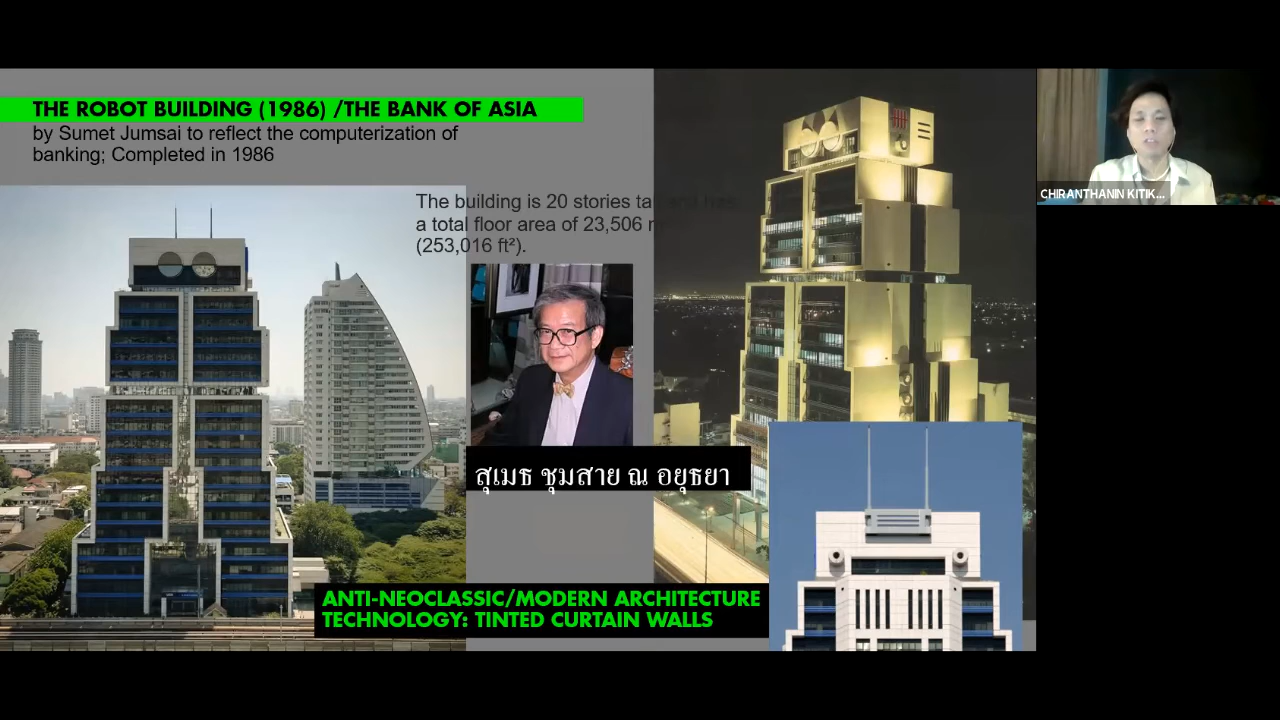 THE ROBOT BUILDING (1986) /THE BANK OF ASIA
by Sumet Jumsai to reflect the computerization of
banking; Completed in 1986
The building is 20 stories tall and has
a total floor area of 23,506
(253,016 ft²).
สุเมธ ชุมสาย ณ อยุธยา
ANTI-NEOCLASSIC/MODERN ARCHITECTURE
TECHNOLOGY: TINTED CURTAIN WALLS
CHIRANTHANIN KITIK...